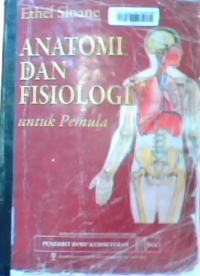 Ethel Sloane
ANATOMI
DAN
FISIOLOGI
untuk Pemula
PENERBIT BUKU KEDOKTERAN